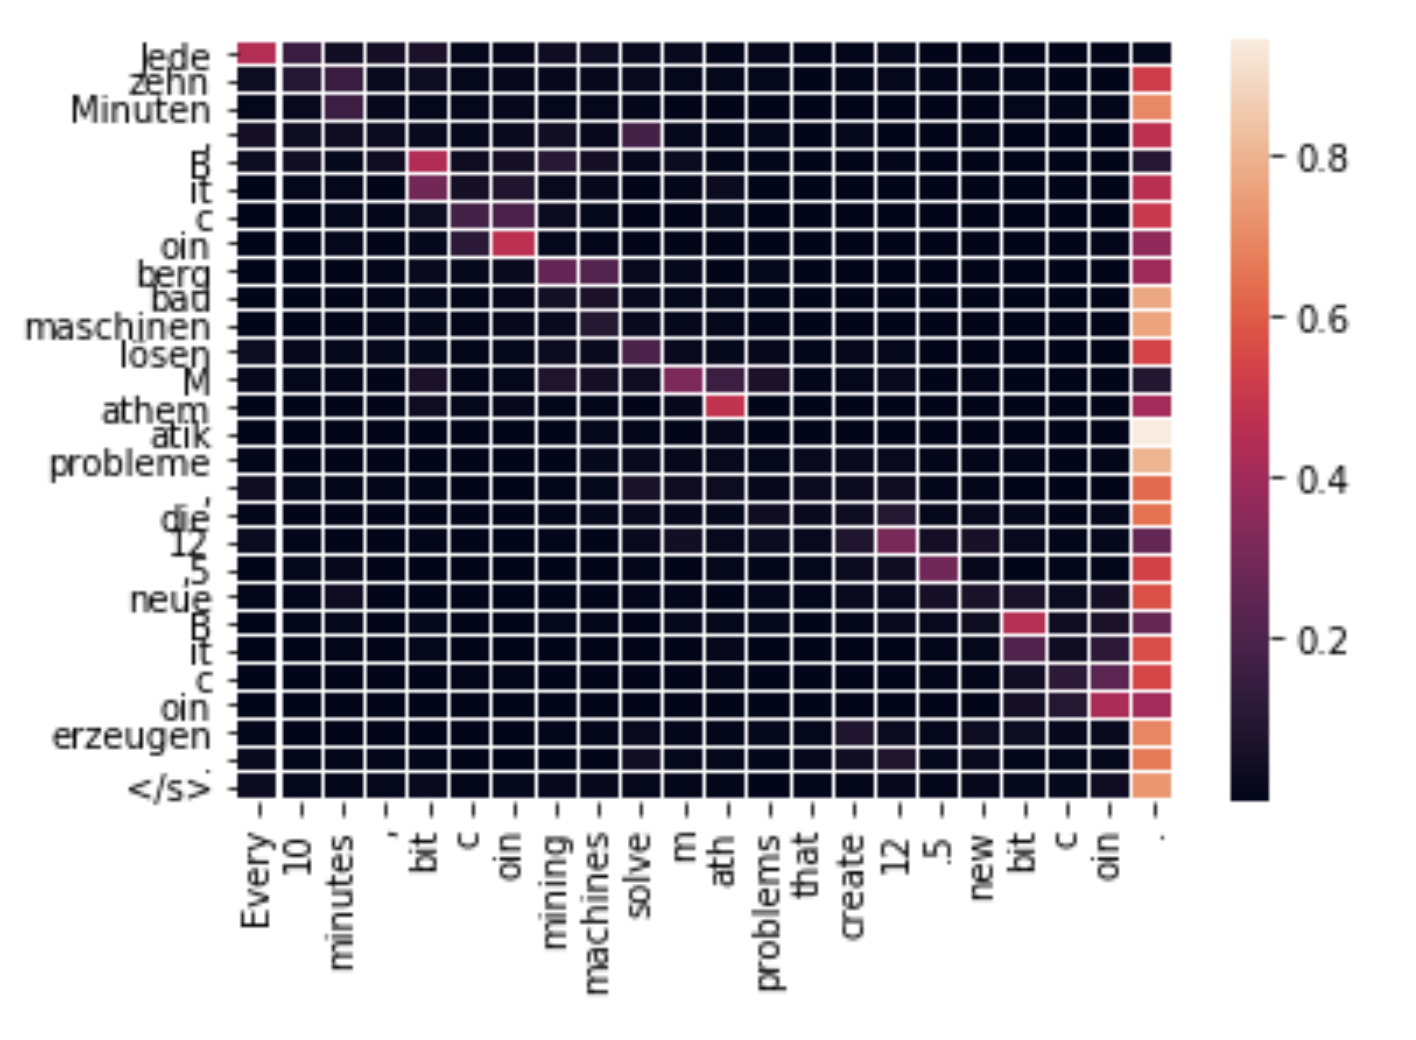 Jede
zehn
Minuten
,
B
it
c
oin
berg
bad
maschinen
lösen
M
athem
atik
probleme
,
die
12
,5
neue
B
it
c
oin
erzeugen
.
</s>
0.8
0.6
0.4
0.2
Every
10
minutes
,
bit
c
oin
mining
machines
solve
m
ath
problems
that
create
12
.5
new
bit
c
oin
.